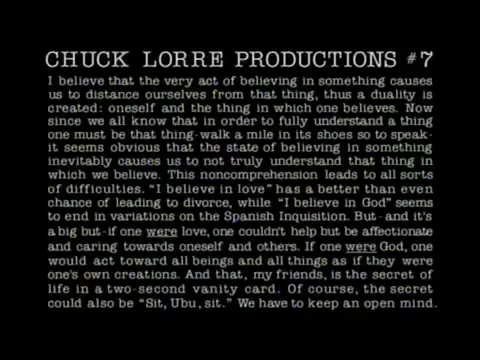 CHUCK LORRE PRODUCTIONS #7
I believe that the very act of believing in something causes
us to distance ourselves from that thing, thus a duality is
created: oneself and the thing in which one believes. Now
since we all know that in order to fully understand a thing
one must be that thing-walk a mile in its shoes so to speak-
it seems obvious that the state of believing in something
inevitably causes us to not truly understand that thing in
which we believe. This noncomprehension leads to all sorts
of difficulties. “I believe in love” has a better than even
chance of leading to divorce, while “I believe in God” seems
to end in variations on the Spanish Inquisition. But-and it's
a big but-if one were love, one couldn't help but be affectionate
and caring towards oneself and others. If one were God, one
would act toward all beings and all things as if they were
one's own creations. And that, my friends, is the secret of
life in a two-second vanity card. Of course, the secret
could also be “Sit, Ubu, sit.” We have to keep an open mind.